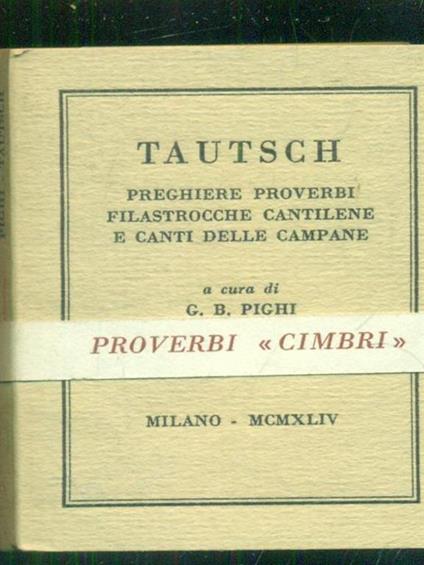 PIGHI - TAUTSCH
TAUTSCH
PREGHIERE PROVERBI
FILASTROCCHE CANTILENE
E CANTI DELLE CAMPANE
a cura di
G. B. PIGHI
PROVERBI « CIMBRI »
MILANO - MCMXLIV